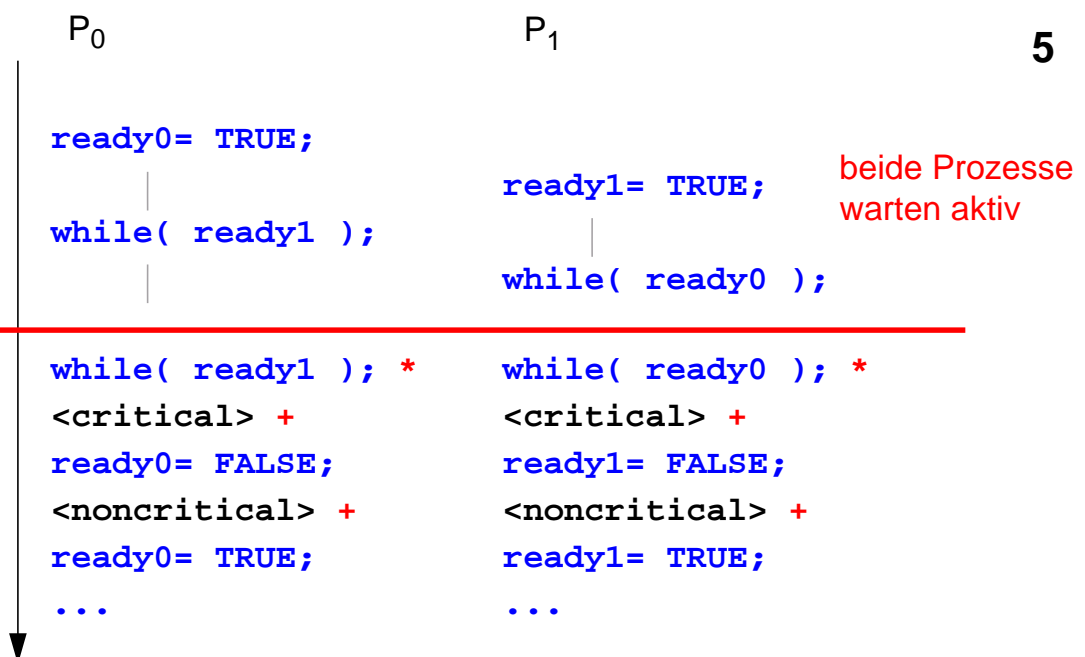 P0
P1
5
ready0= TRUE;
ready1= TRUE;
beide Prozesse
warten aktiv
while( ready1 );
while( ready0 );
while( ready1 ); *
while( ready0 ); *
<critical> +
<critical> +
ready0= FALSE;
ready1= FALSE;
<noncritical> +
<noncritical> +
ready0= TRUE;
ready1= TRUE;
...
...